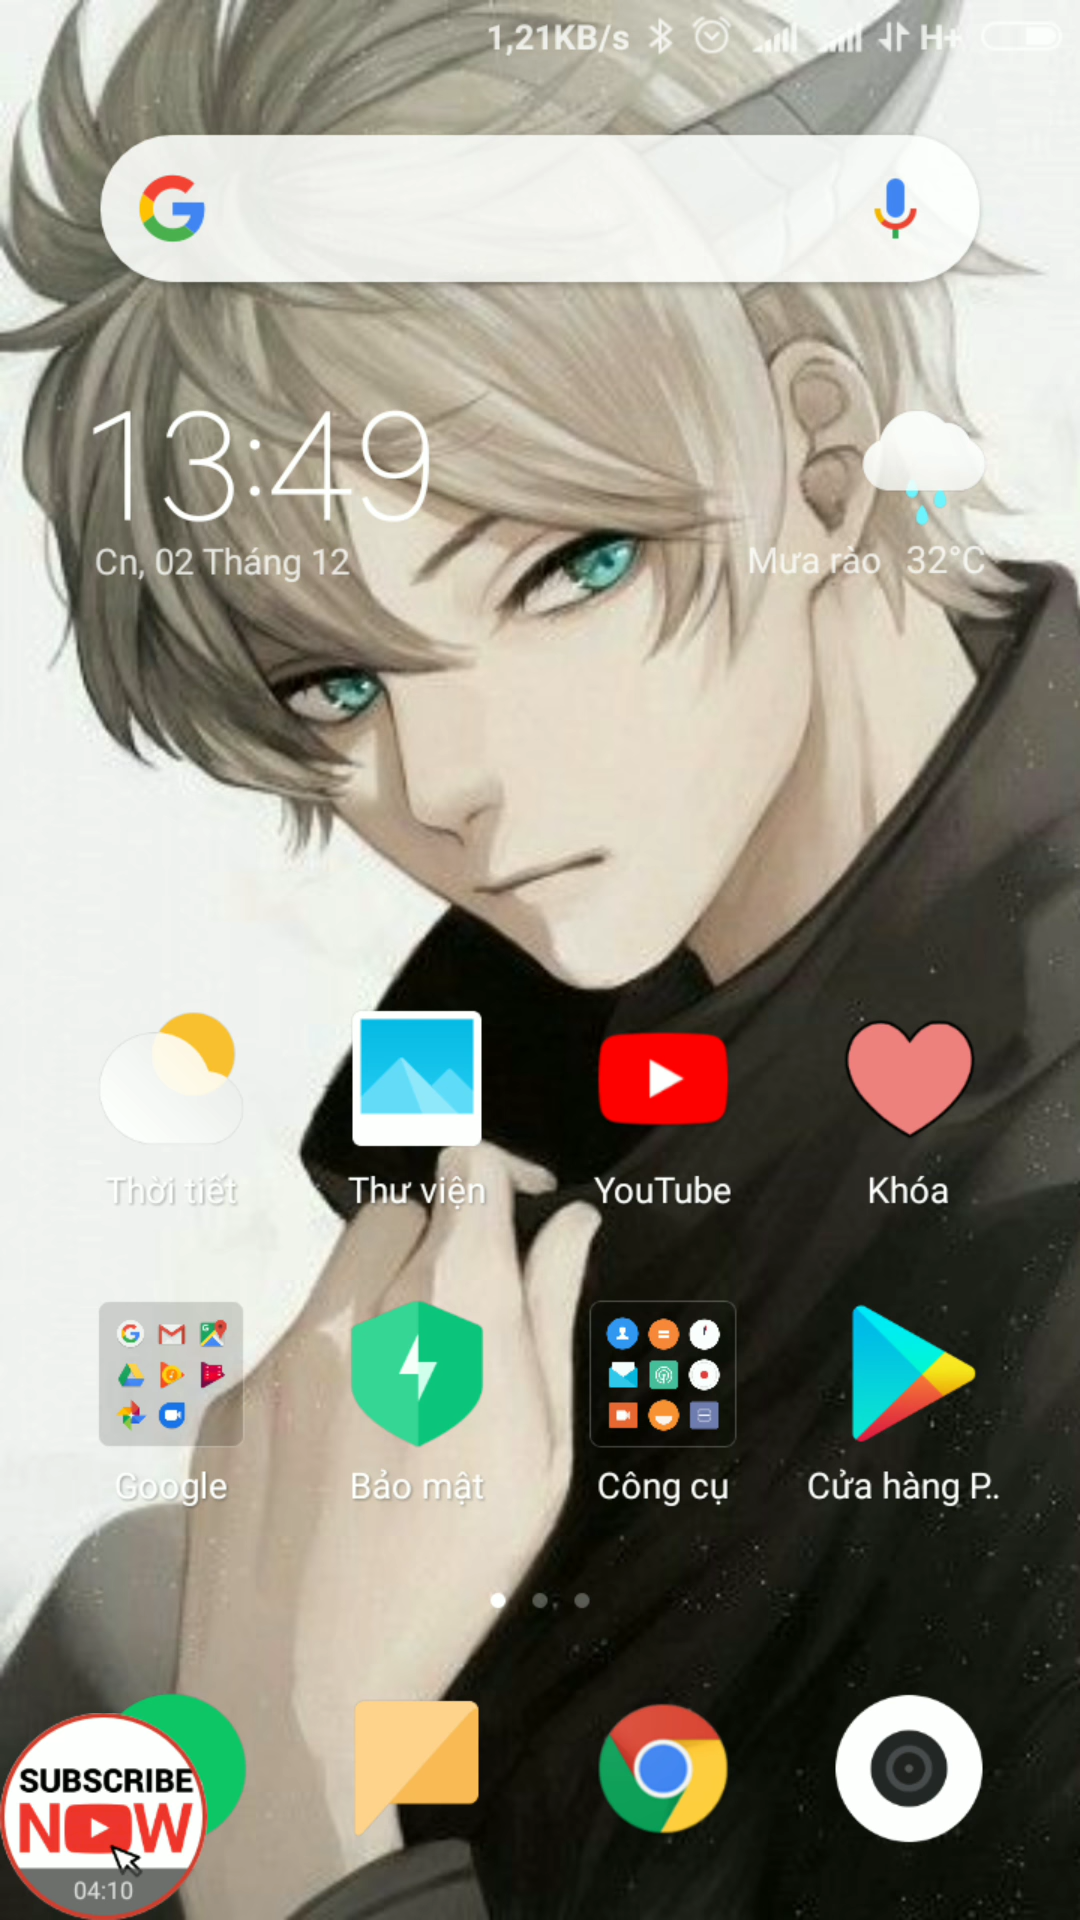 1,21KB/s H+
13:49
Cn, 02 Tháng 12
Mưa rào 32°C
Thời tiết
Thư viện
YouTube
Khóa
Google
Bảo mật
Công cụ
Cửa hàng P..
SUBSCRIBE
NOW
04:10